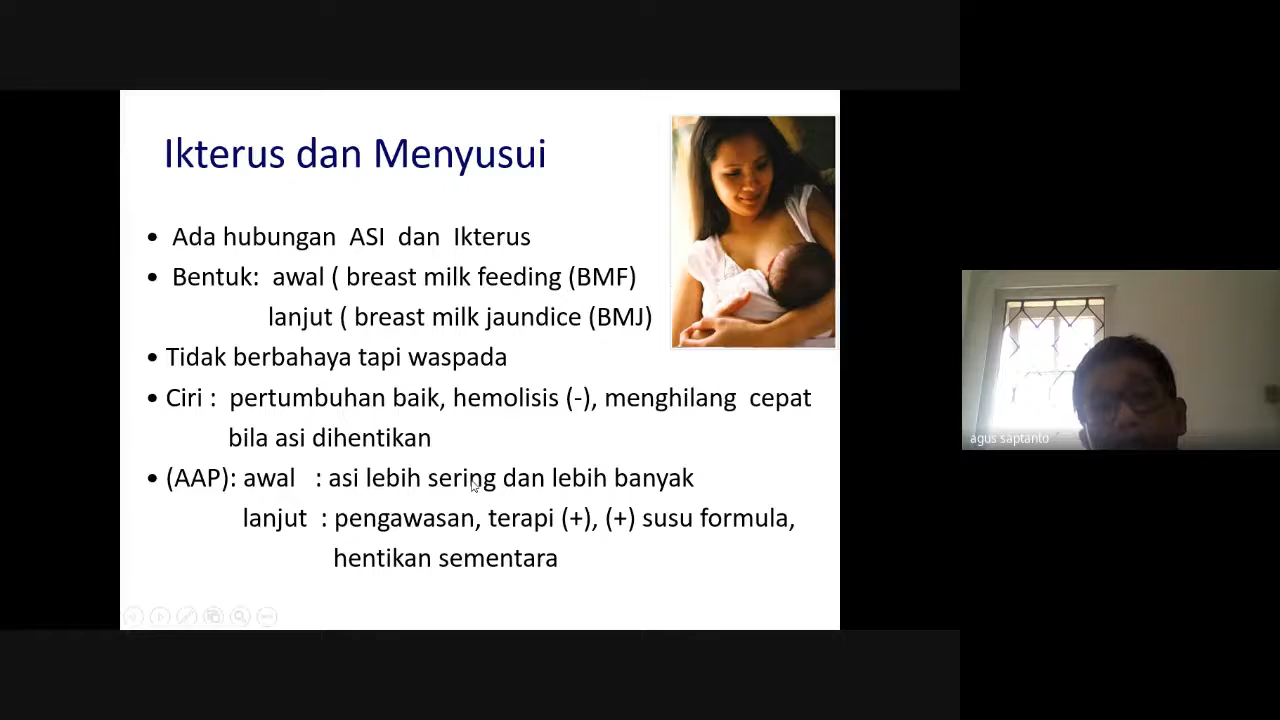 Ikterus dan Menyusui
• Ada hubungan ASI dan Ikterus
• Bentuk: awal ( breast milk feeding (BMF)
lanjut ( breast milk jaundice (BMJ)
• Tidak berbahaya tapi waspada
• Ciri : pertumbuhan baik, hemolisis (-), menghilang cepat
bila asi dihentikan
• (AAP): awal : asi lebih sering dan lebih banyak
lanjut : pengawasan, terapi (+), (+) susu formula,
hentikan sementara
agus saptanto